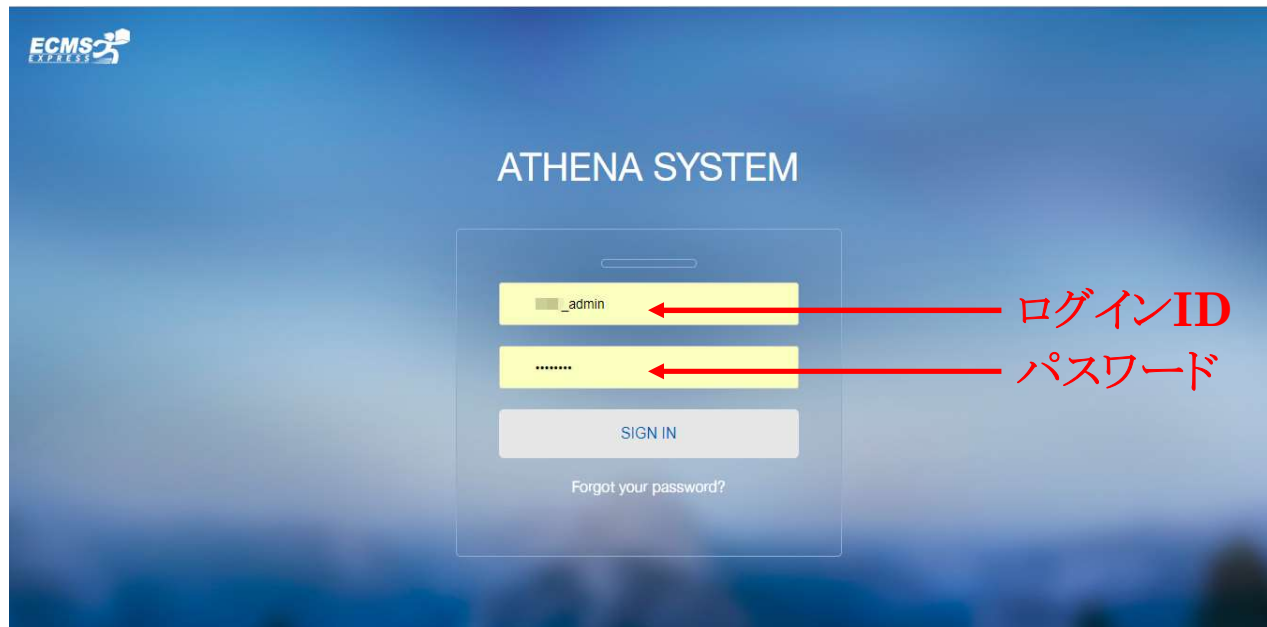 ECMS
EXPRESS
ATHENA SYSTEM
_admin
ログインID
••••••••
パスワード
SIGN IN
Forgot your password?